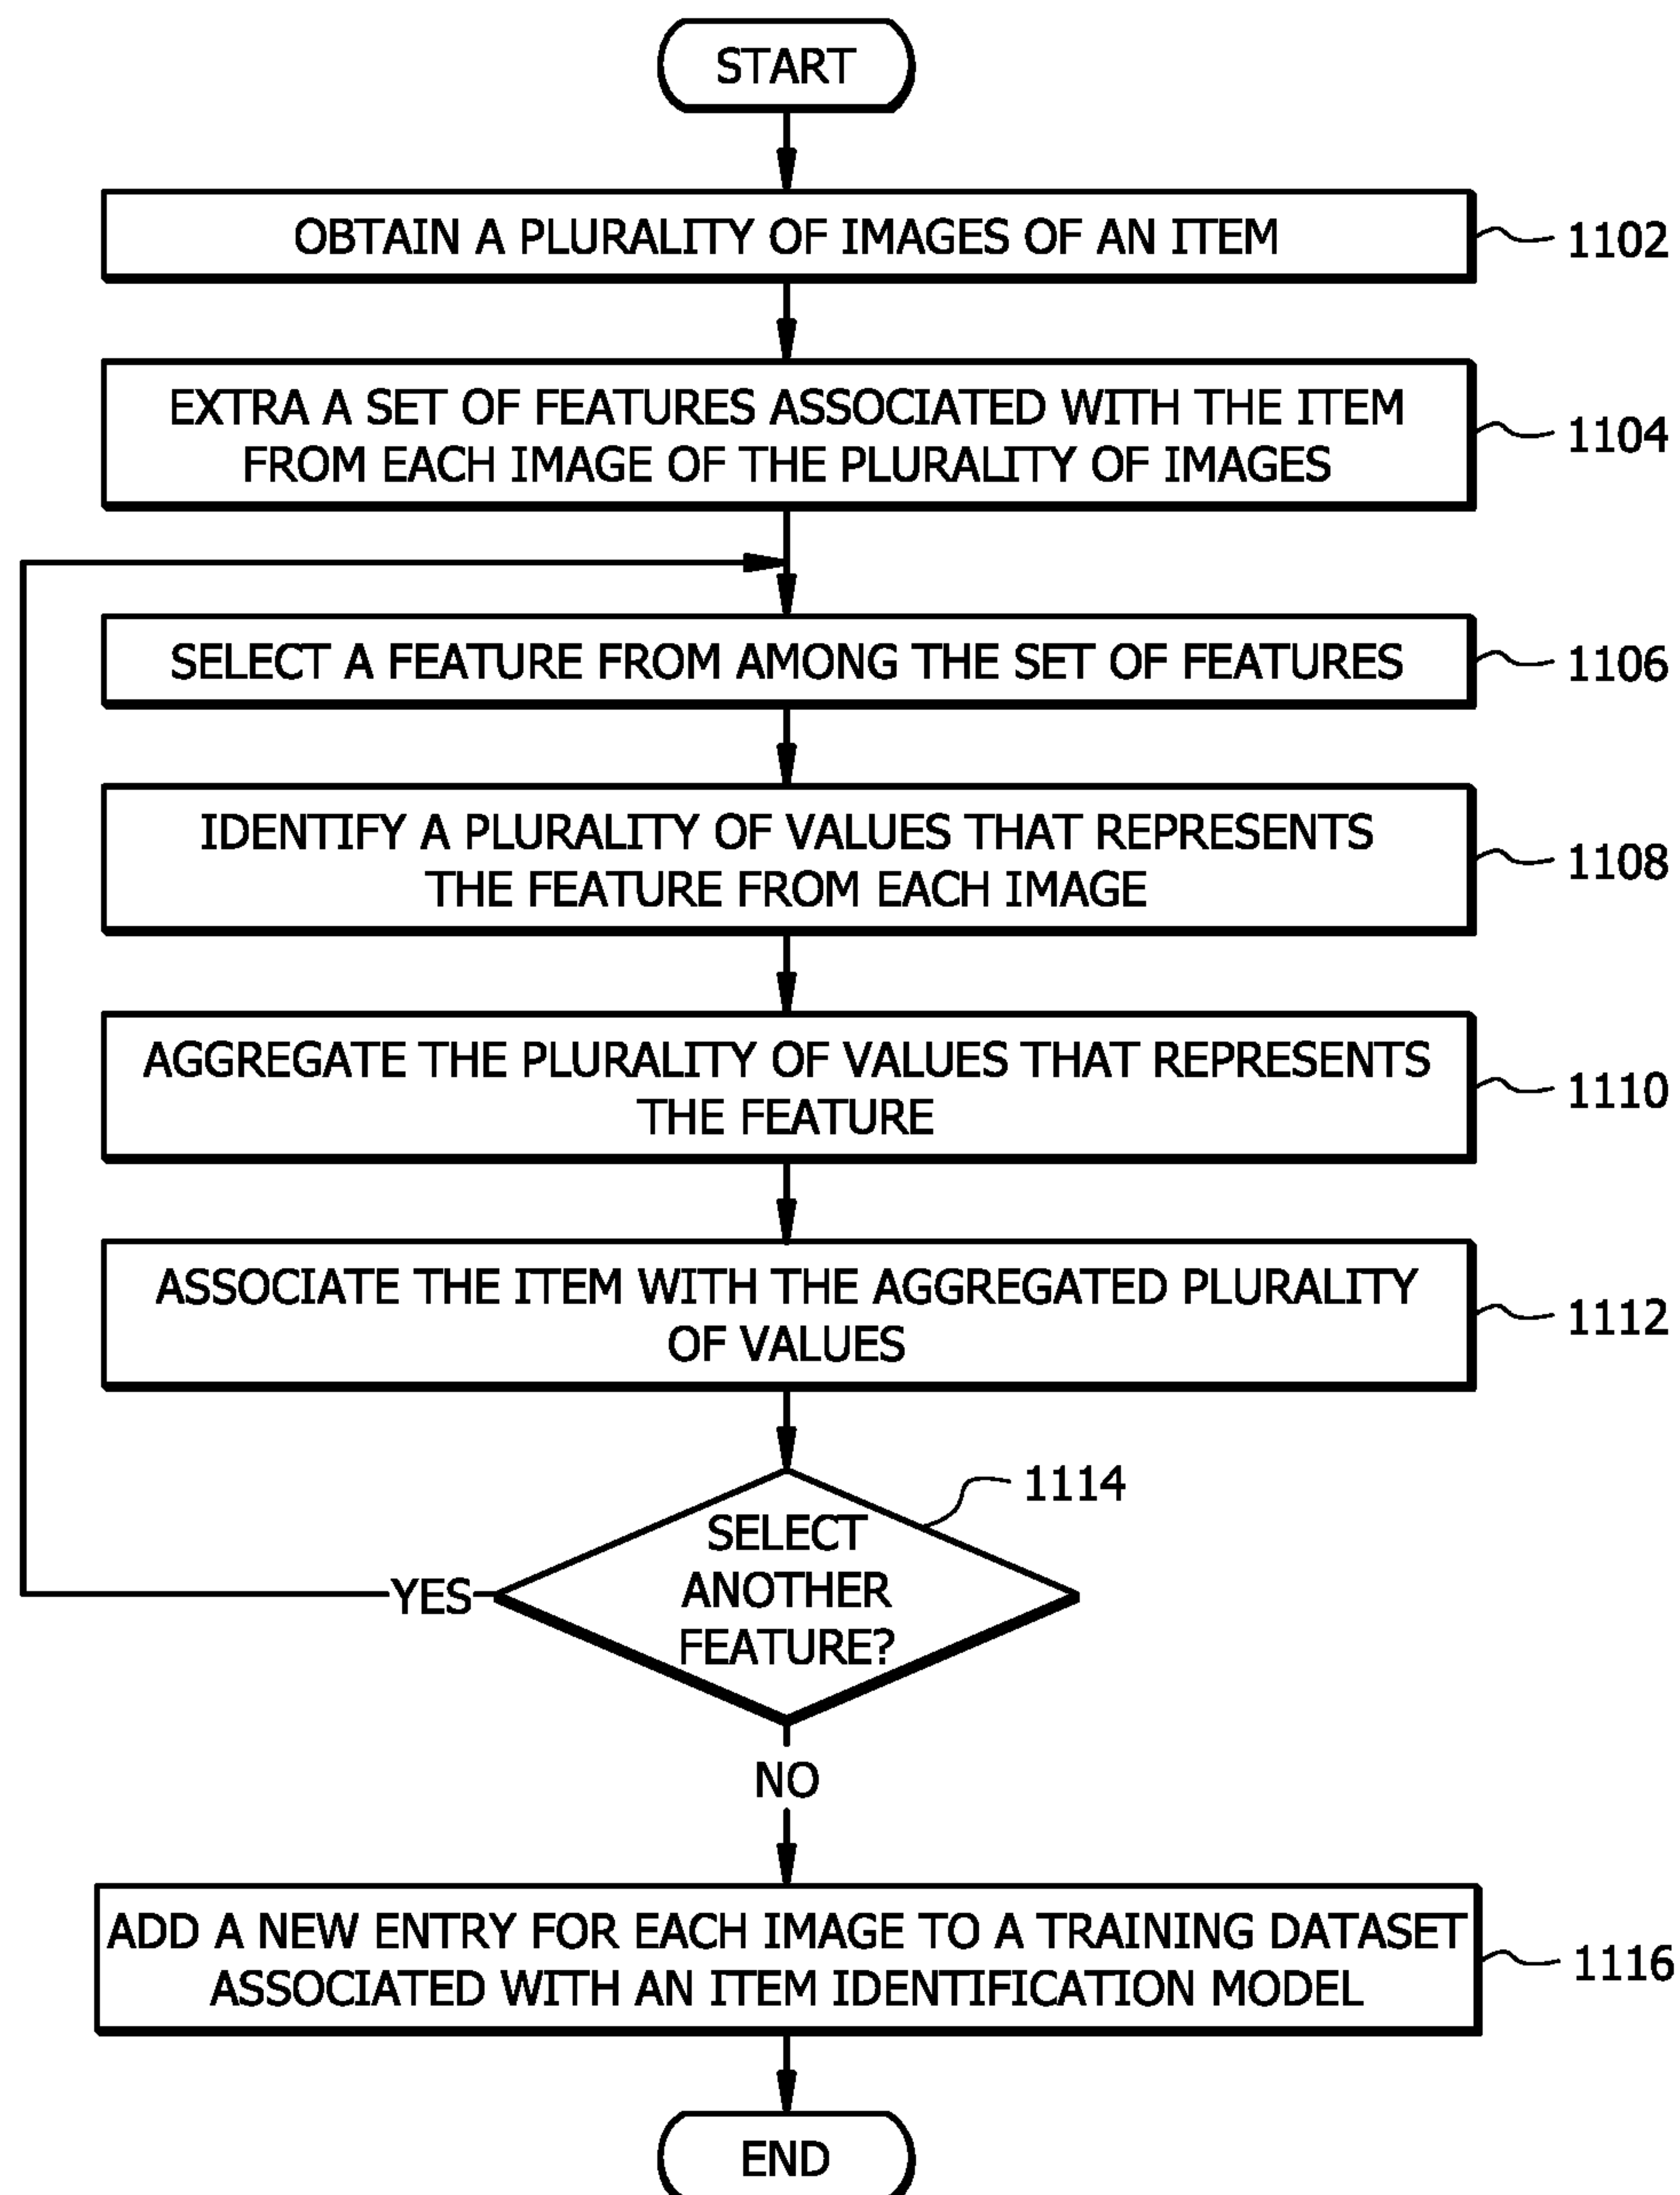 START
OBTAIN A PLURALITY OF IMAGES OF AN ITEM
1102
EXTRA A SET OF FEATURES ASSOCIATED WITH THE ITEM
FROM EACH IMAGE OF THE PLURALITY OF IMAGES
1104
SELECT A FEATURE FROM AMONG THE SET OF FEATURES
1106
IDENTIFY A PLURALITY OF VALUES THAT REPRESENTS
THE FEATURE FROM EACH IMAGE
1108
AGGREGATE THE PLURALITY OF VALUES THAT REPRESENTS
THE FEATURE
1110
ASSOCIATE THE ITEM WITH THE AGGREGATED PLURALITY
OF VALUES
1112
1114
SELECT
ANOTHER
FEATURE?
YES
NO
ADD A NEW ENTRY FOR EACH IMAGE TO A TRAINING DATASET
ASSOCIATED WITH AN ITEM IDENTIFICATION MODEL
1116
END